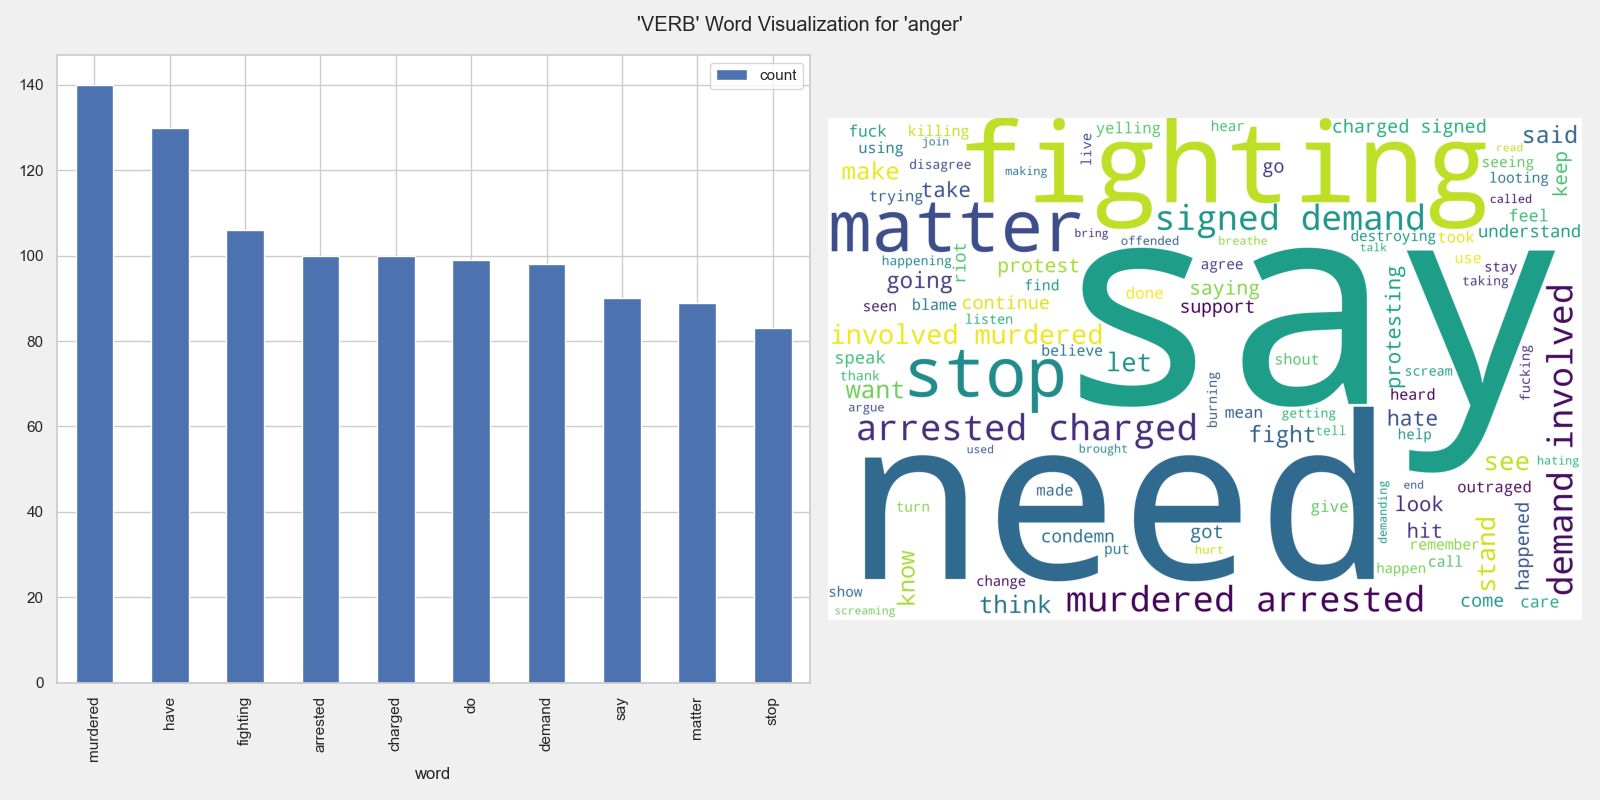 'VERB' Word Visualization for 'anger'
count
140
120
100
80
60
40
20
0
murdered
have
fighting
arrested
charged
do
demand
say
matter
stop
word
fuck
killing
join
using
yelling
hear
live
charged signed
said
read
make
disagree
making
fighting
go
seeing
looting
keep
trying
take
called
matter
bring
signed demand
feel
understand
offended
breathe
destroying
took
talk
happening
riot
protest
agree
use
stay
going
find
done
saying
taking
seen
blame
continue
support
say
listen
protesting
involved murdered
speak
believe
let
shout
thank
stop
want
scream
fucking
argue
burning
mean
getting
heard
hate
arrested charged
fight
tell
help
used
brought
see
hating
demand involved
need
made
turn
give
demanding
end
look
outraged
condemn
got
put
hurt
hit
remember
call
stand
happened
know
happen
show
change
screaming
think
murdered arrested
come
care